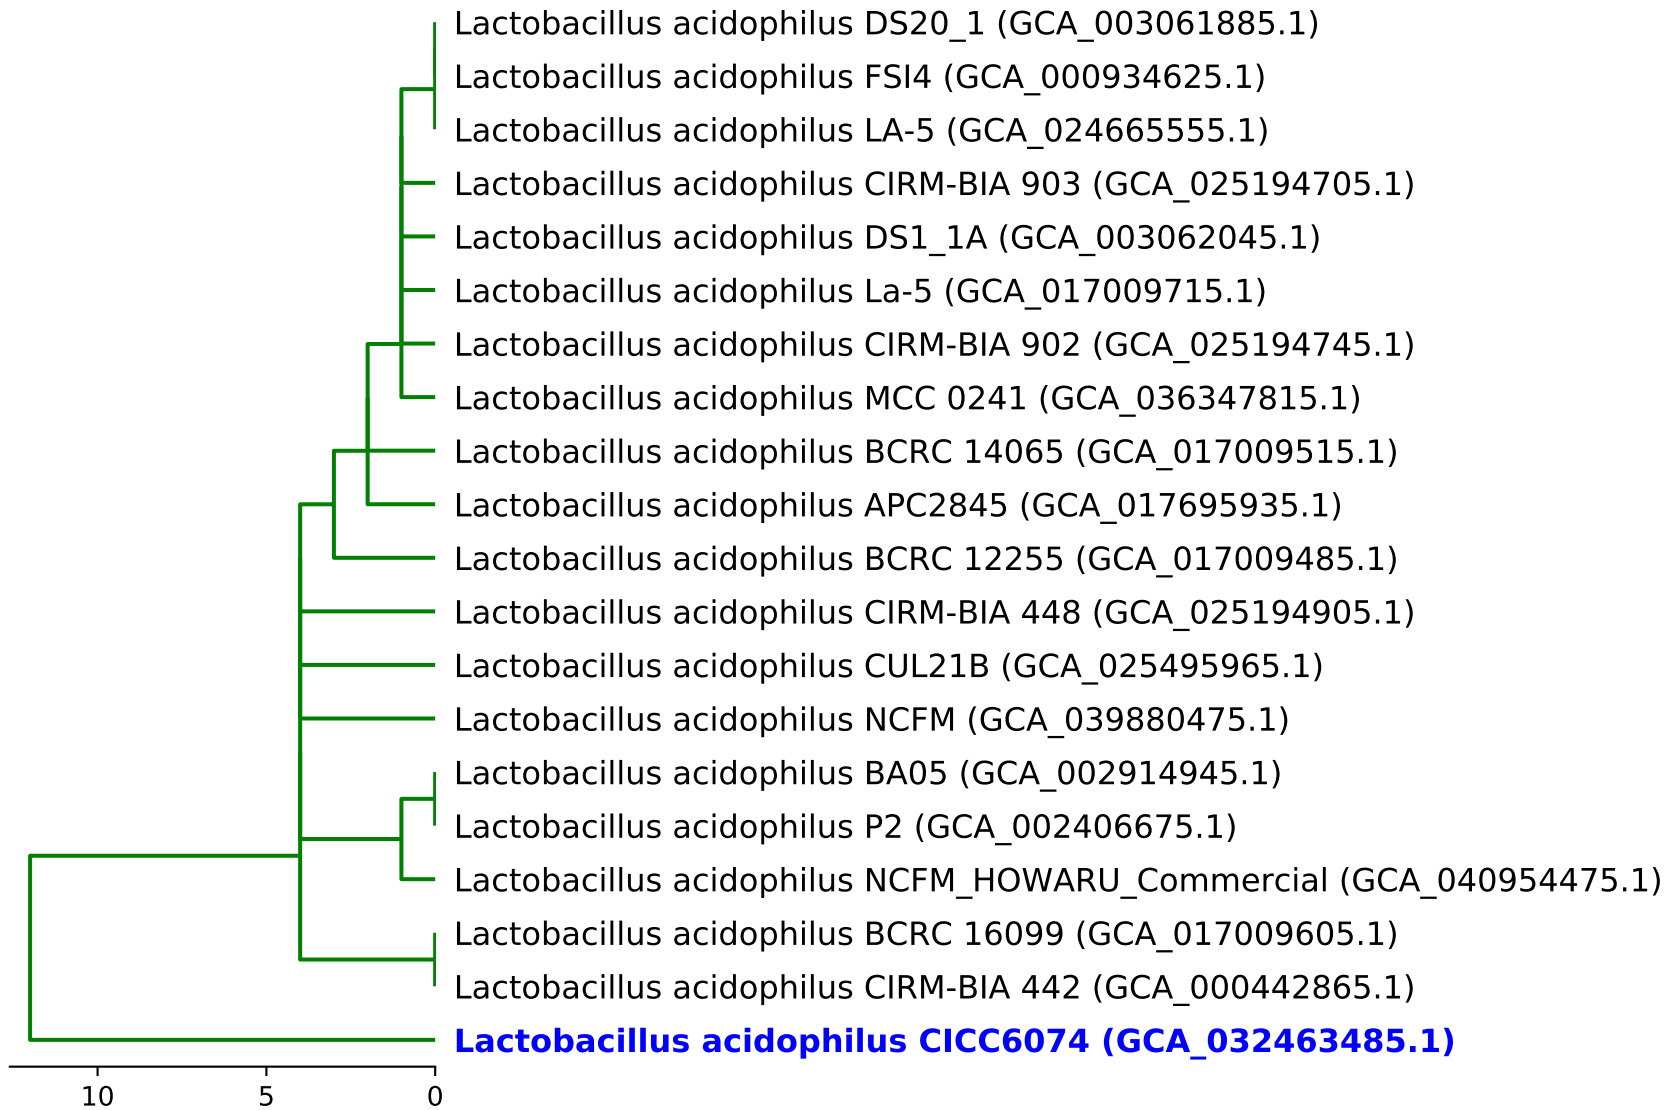 Lactobacillus acidophilus DS20_1 (GCA_003061885.1)
Lactobacillus acidophilus FSI4 (GCA_000934625.1)
Lactobacillus acidophilus LA-5 (GCA_024665555.1)
Lactobacillus acidophilus CIRM-BIA 903 (GCA_025194705.1)
Lactobacillus acidophilus DS1_1A (GCA_003062045.1)
Lactobacillus acidophilus La-5 (GCA_017009715.1)
Lactobacillus acidophilus CIRM-BIA 902 (GCA_025194745.1)
Lactobacillus acidophilus MCC 0241 (GCA_036347815.1)
Lactobacillus acidophilus BCRC 14065 (GCA_017009515.1)
Lactobacillus acidophilus APC2845 (GCA_017695935.1)
Lactobacillus acidophilus BCRC 12255 (GCA_017009485.1)
Lactobacillus acidophilus CIRM-BIA 448 (GCA_025194905.1)
Lactobacillus acidophilus CUL21B (GCA_025495965.1)
Lactobacillus acidophilus NCFM (GCA_039880475.1)
Lactobacillus acidophilus BA05 (GCA_002914945.1)
Lactobacillus acidophilus P2 (GCA_002406675.1)
Lactobacillus acidophilus NCFM_HOWARU_Commercial (GCA_040954475.1)
Lactobacillus acidophilus BCRC 16099 (GCA_017009605.1)
Lactobacillus acidophilus CIRM-BIA 442 (GCA_000442865.1)
Lactobacillus acidophilus CICC6074 (GCA_032463485.1)
10 5 0